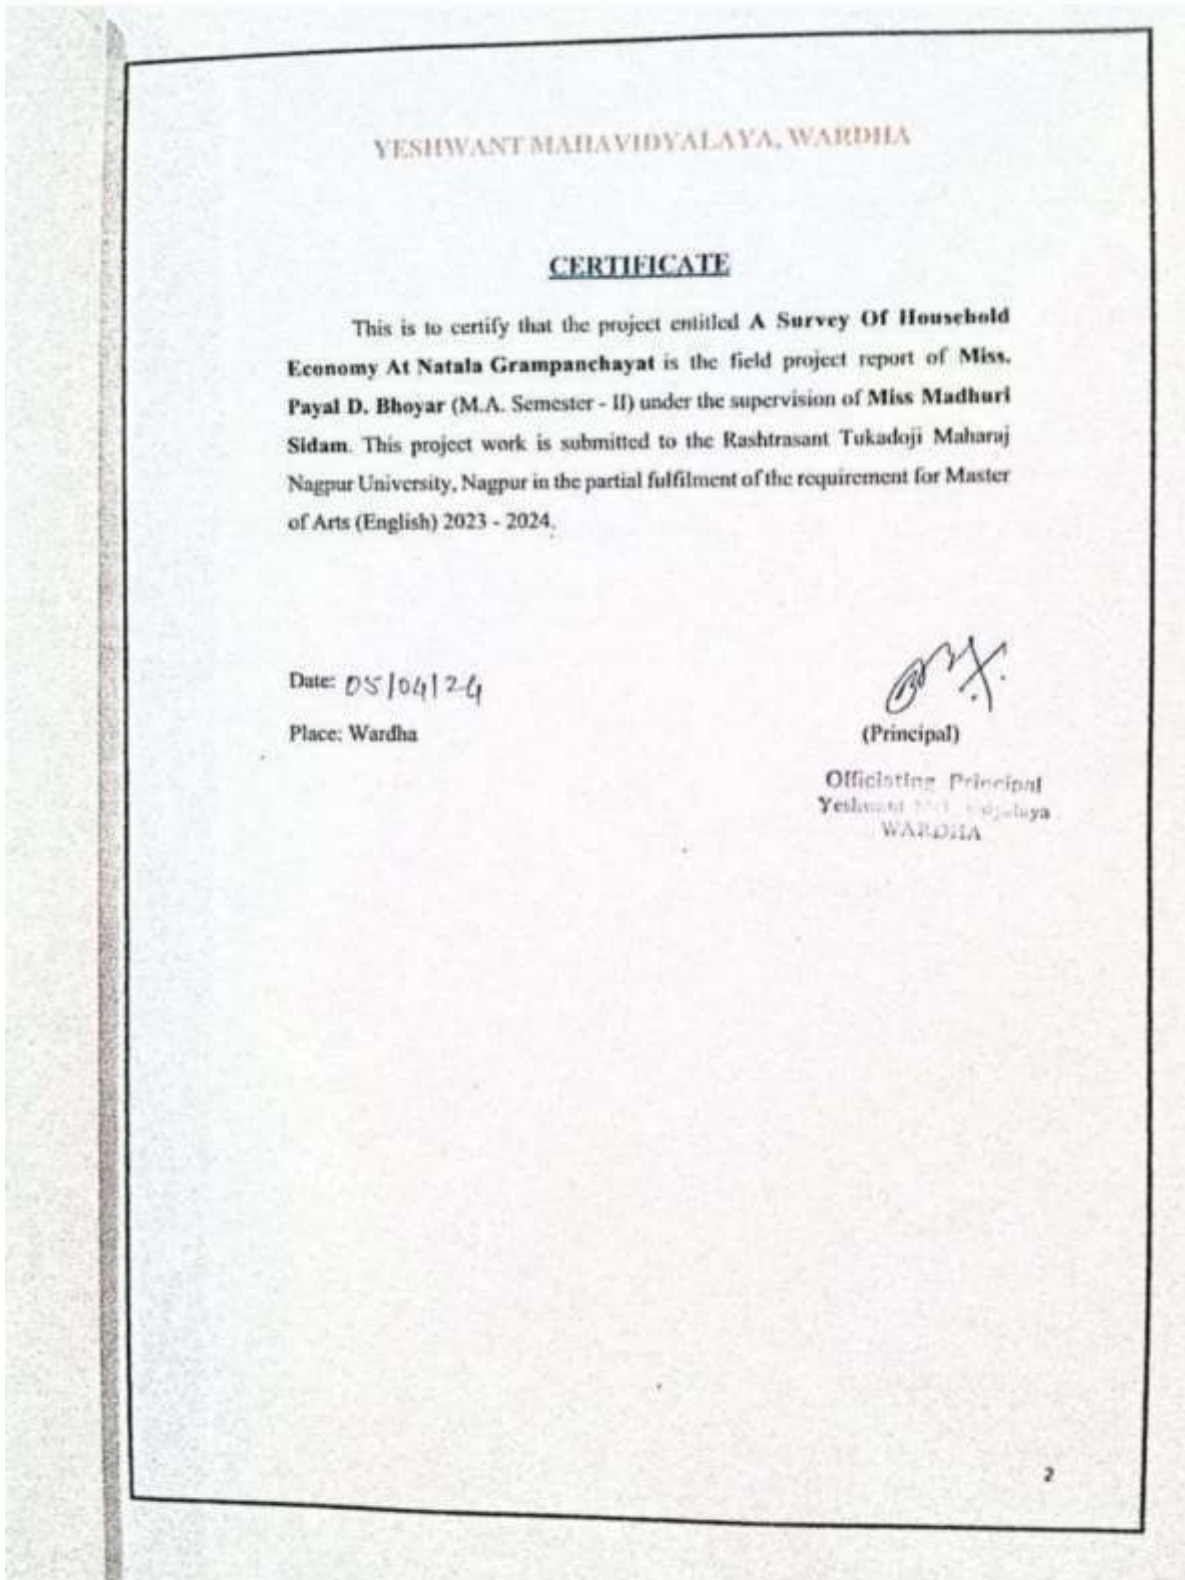 YESHWANT MAHAVIDYALAYA, WARDHA
CERTIFICATE
This is to certify that the project entitled A Survey Of Household
Economy At Natala Grampanchayat is the field project report of Miss.
Payal D. Bhoyar (M.A. Semester - II) under the supervision of Miss Madhuri
Sidam. This project work is submitted to the Rashtrasant Tukadoji Maharaj
Nagpur University, Nagpur in the partial fulfilment of the requirement for Master
of Arts (English) 2023 - 2024.
Date: 05/04/24
Place: Wardha
(Principal)
Officiating Principal
Yeshwant
WARDHA
2